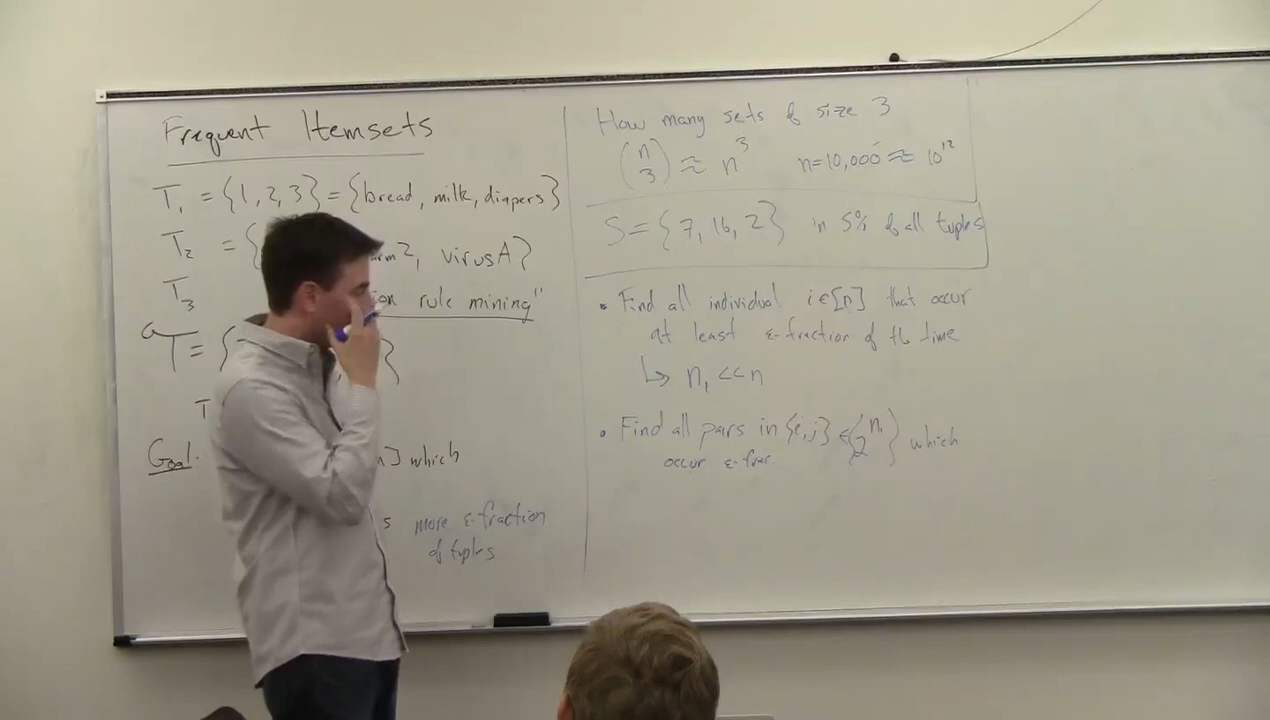 Frequent Itemsets
T₁ = {1,2,3} = {bread, milk, diapers}
T₂ = { 2, virusA}
T₃ rule mining"
T = { }
T
Goal: ] which
more ε-fraction
of tuples
How many sets of size 3
(n 3) ≈ n³ n=10,000 ≈ 10¹²
S = {7, 16, 2} in 5% of all tuples
• Find all individual i∈[n] that occur
at least ε-fraction of the time
↳ n₁ << n
• Find all pairs in {i,j} ∈ which
occur ε-frac.